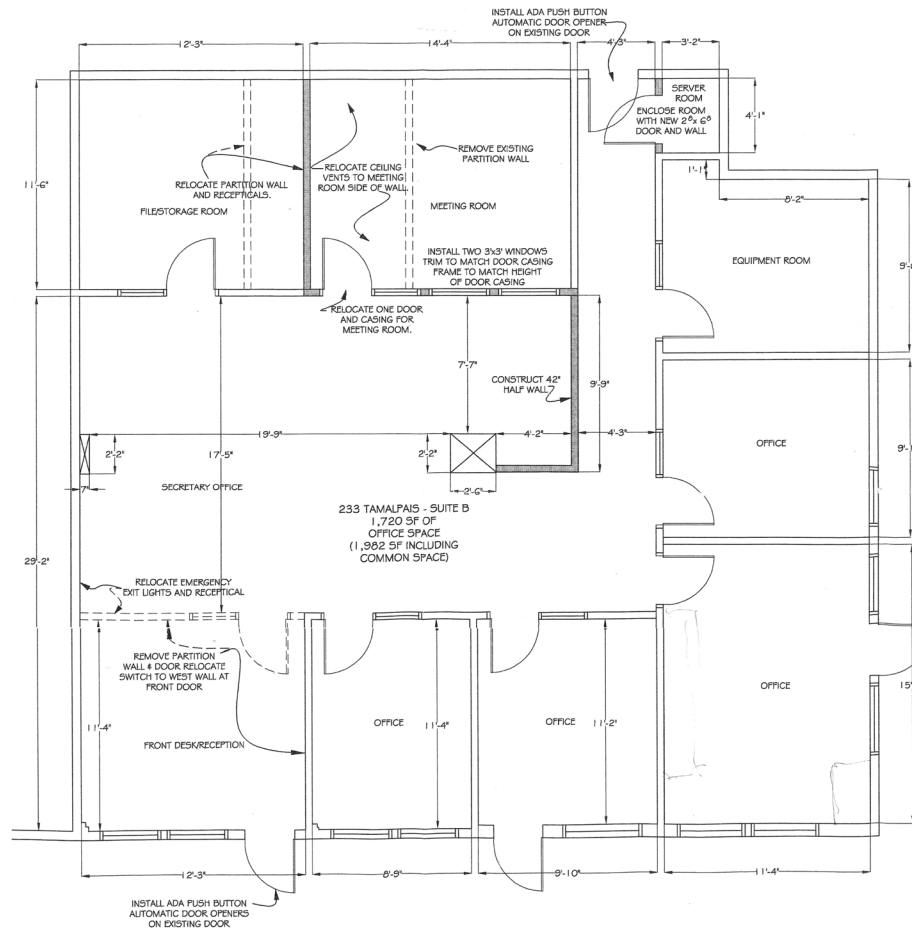 INSTALL ADA PUSH BUTTON
AUTOMATIC DOOR OPENER
ON EXISTING DOOR
12'-3"
14'-4"
4'-3"
3'-2"
SERVER
ROOM
ENCLOSE ROOM
WITH NEW 2⁸x 6⁸
DOOR AND WALL
4'-1"
REMOVE EXISTING
PARTITION WALL
RELOCATE CEILING
VENTS TO MEETING
ROOM SIDE OF WALL
1'-1"
11'-6"
RELOCATE PARTITION WALL
AND RECEPTICALS.
8'-2"
MEETING ROOM
FILE/STORAGE ROOM
INSTALL TWO 3'x3' WINDOWS
TRIM TO MATCH DOOR CASING
FRAME TO MATCH HEIGHT
OF DOOR CASING
EQUIPMENT ROOM
RELOCATE ONE DOOR
AND CASING FOR
MEETING ROOM.
7'-7"
CONSTRUCT 42"
HALF WALL
9'-9"
19'-9"
4'-2"
4'-3"
OFFICE
2'-2"
17'-5"
2'-2"
7"
SECRETARY OFFICE
2'-6"
233 TAMALPAIS - SUITE B
1,720 SF OF
OFFICE SPACE
(1,982 SF INCLUDING
COMMON SPACE)
29'-2"
RELOCATE EMERGENCY
EXIT LIGHTS AND RECEPTICAL
REMOVE PARTITION
WALL & DOOR RELOCATE
SWITCH TO WEST WALL AT
FRONT DOOR
OFFICE
11'-4"
OFFICE
11'-4"
OFFICE
11'-2"
FRONT DESK/RECEPTION
12'-3"
8'-9"
9'-10"
11'-4"
INSTALL ADA PUSH BUTTON
AUTOMATIC DOOR OPENERS
ON EXISTING DOOR